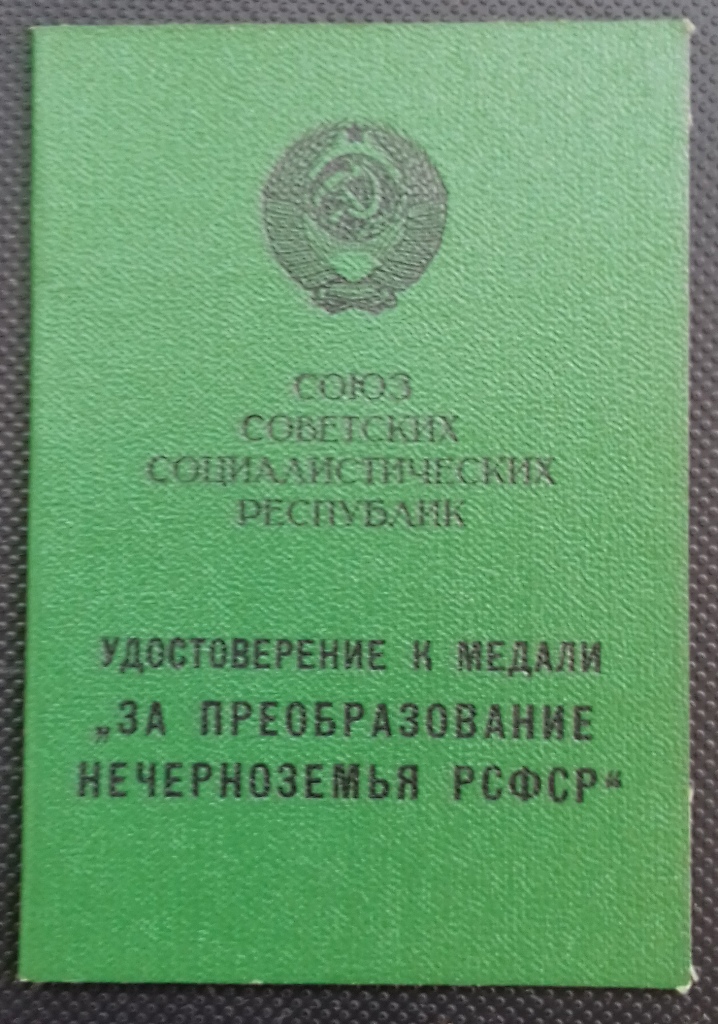 СОЮЗ
СОВЕТСКИХ
СОЦИАЛИСТИЧЕСКИХ
РЕСПУБЛИК
УДОСТОВЕРЕНИЕ К МЕДАЛИ
„ЗА ПРЕОБРАЗОВАНИЕ
НЕЧЕРНОЗЕМЬЯ РСФСР“